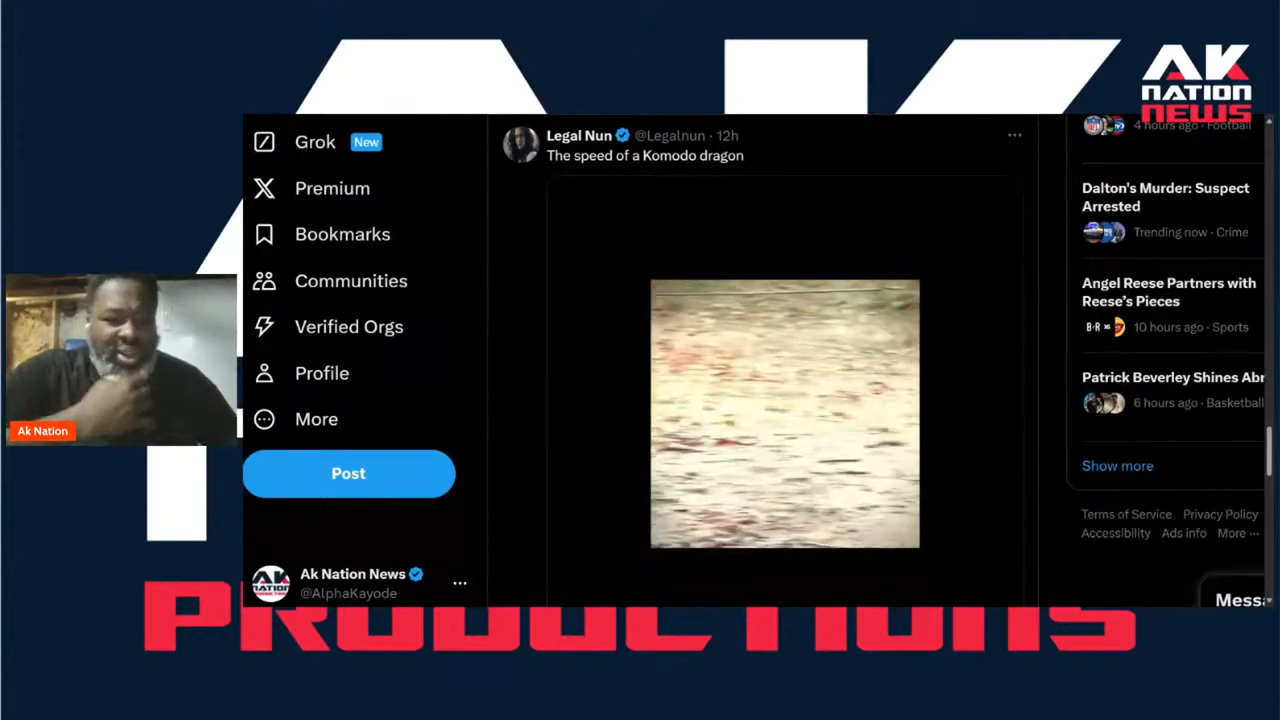 AK
NATION
NEWS
Grok New
Premium
Bookmarks
Communities
Verified Orgs
Profile
More
Post
Ak Nation News
@AlphaKayode
Legal Nun @Legalnun · 12h
The speed of a Komodo dragon
4 hours ago · Football
Dalton's Murder: Suspect
Arrested
Trending now · Crime
Angel Reese Partners with
Reese's Pieces
10 hours ago · Sports
Patrick Beverley Shines Abr
6 hours ago · Basketball
Show more
Terms of Service Privacy Policy
Accessibility Ads info More ···
Messa
Ak Nation
PRODUCTIONS